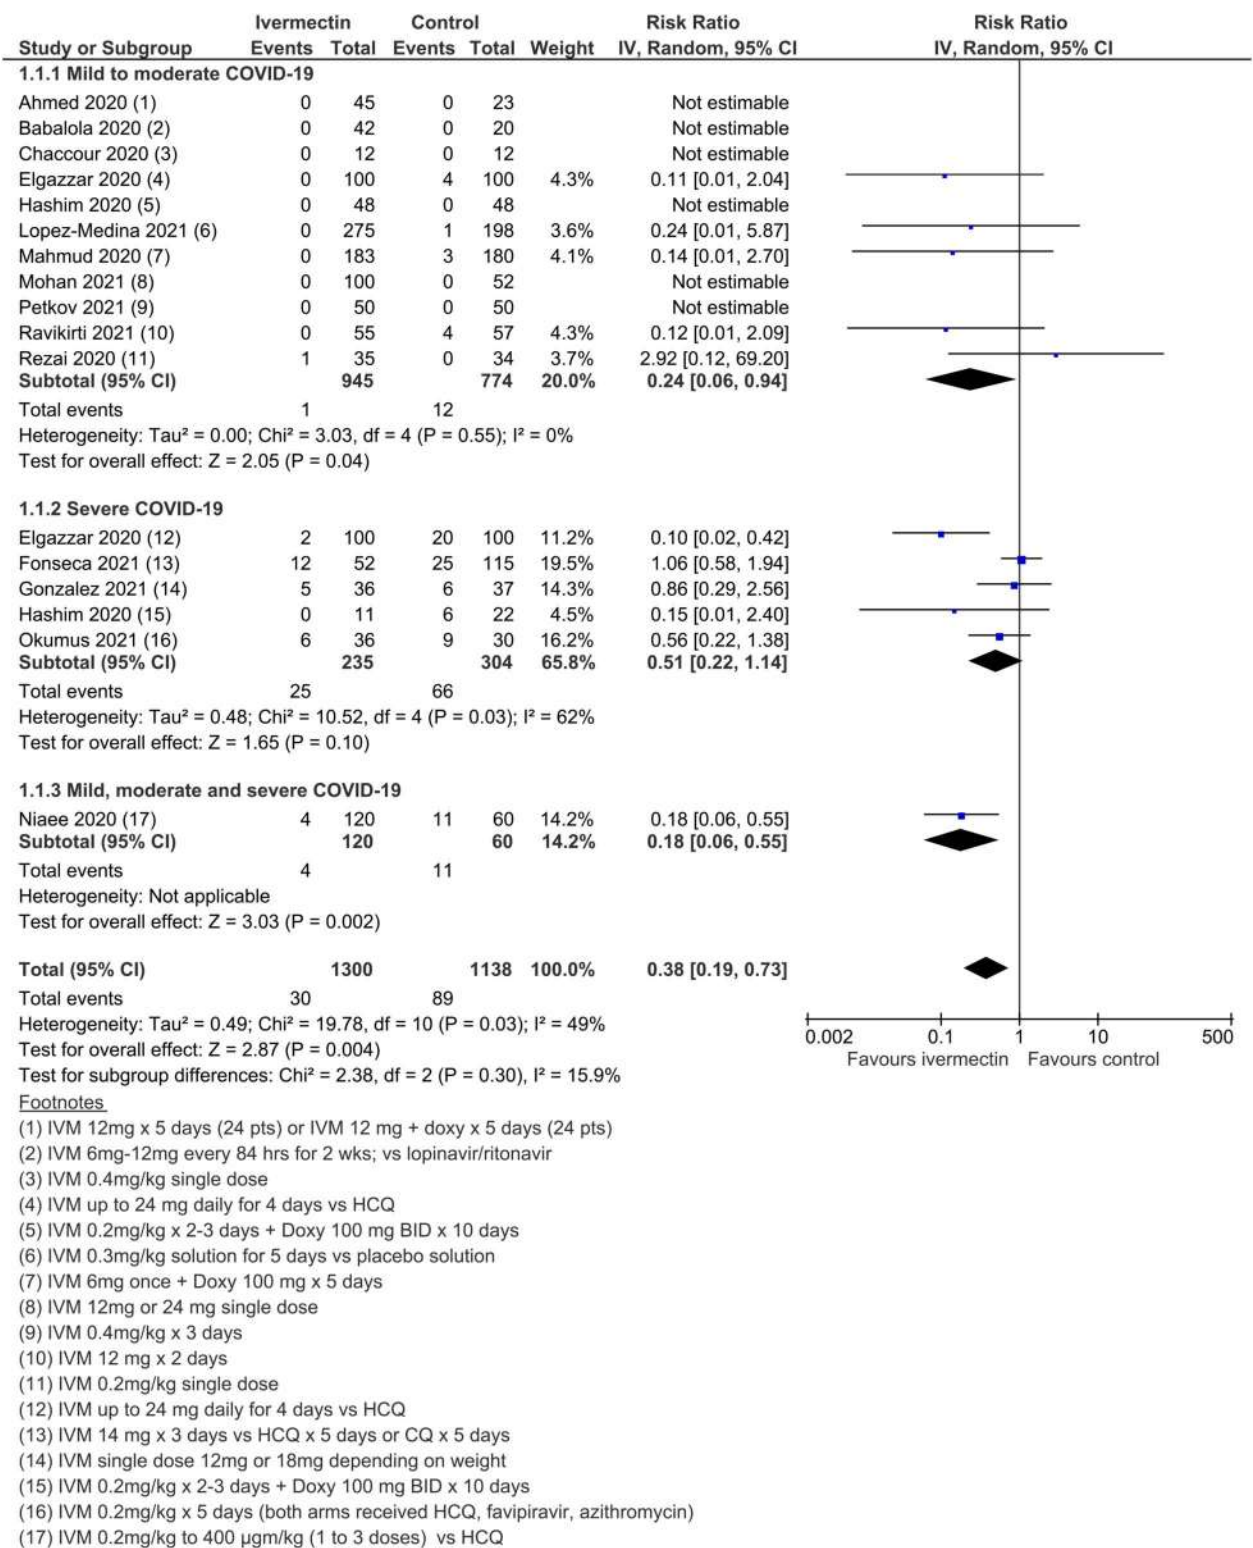 Ivermectin Control Risk Ratio Risk Ratio
Study or Subgroup Events Total Events Total Weight IV, Random, 95% CI IV, Random, 95% CI
1.1.1 Mild to moderate COVID-19
Ahmed 2020 (1) 0 45 0 23 Not estimable
Babalola 2020 (2) 0 42 0 20 Not estimable
Chaccour 2020 (3) 0 12 0 12 Not estimable
Elgazzar 2020 (4) 0 100 4 100 4.3% 0.11 [0.01, 2.04]
Hashim 2020 (5) 0 48 0 48 Not estimable
Lopez-Medina 2021 (6) 0 275 1 198 3.6% 0.24 [0.01, 5.87]
Mahmud 2020 (7) 0 183 3 180 4.1% 0.14 [0.01, 2.70]
Mohan 2021 (8) 0 100 0 52 Not estimable
Petkov 2021 (9) 0 50 0 50 Not estimable
Ravikirti 2021 (10) 0 55 4 57 4.3% 0.12 [0.01, 2.09]
Rezai 2020 (11) 1 35 0 34 3.7% 2.92 [0.12, 69.20]
Subtotal (95% CI) 945 774 20.0% 0.24 [0.06, 0.94]
Total events 1 12
Heterogeneity: Tau² = 0.00; Chi² = 3.03, df = 4 (P = 0.55); I² = 0%
Test for overall effect: Z = 2.05 (P = 0.04)
1.1.2 Severe COVID-19
Elgazzar 2020 (12) 2 100 20 100 11.2% 0.10 [0.02, 0.42]
Fonseca 2021 (13) 12 52 25 115 19.5% 1.06 [0.58, 1.94]
Gonzalez 2021 (14) 5 36 6 37 14.3% 0.86 [0.29, 2.56]
Hashim 2020 (15) 0 11 6 22 4.5% 0.15 [0.01, 2.40]
Okumus 2021 (16) 6 36 9 30 16.2% 0.56 [0.22, 1.38]
Subtotal (95% CI) 235 304 65.8% 0.51 [0.22, 1.14]
Total events 25 66
Heterogeneity: Tau² = 0.48; Chi² = 10.52, df = 4 (P = 0.03); I² = 62%
Test for overall effect: Z = 1.65 (P = 0.10)
1.1.3 Mild, moderate and severe COVID-19
Niaee 2020 (17) 4 120 11 60 14.2% 0.18 [0.06, 0.55]
Subtotal (95% CI) 120 60 14.2% 0.18 [0.06, 0.55]
Total events 4 11
Heterogeneity: Not applicable
Test for overall effect: Z = 3.03 (P = 0.002)
Total (95% CI) 1300 1138 100.0% 0.38 [0.19, 0.73]
Total events 30 89
Heterogeneity: Tau² = 0.49; Chi² = 19.78, df = 10 (P = 0.03); I² = 49%
Test for overall effect: Z = 2.87 (P = 0.004)
Test for subgroup differences: Chi² = 2.38, df = 2 (P = 0.30), I² = 15.9%
0.002 0.1 1 10 500
Favours ivermectin Favours control
Footnotes
(1) IVM 12mg x 5 days (24 pts) or IVM 12 mg + doxy x 5 days (24 pts)
(2) IVM 6mg-12mg every 84 hrs for 2 wks; vs lopinavir/ritonavir
(3) IVM 0.4mg/kg single dose
(4) IVM up to 24 mg daily for 4 days vs HCQ
(5) IVM 0.2mg/kg x 2-3 days + Doxy 100 mg BID x 10 days
(6) IVM 0.3mg/kg solution for 5 days vs placebo solution
(7) IVM 6mg once + Doxy 100 mg x 5 days
(8) IVM 12mg or 24 mg single dose
(9) IVM 0.4mg/kg x 3 days
(10) IVM 12 mg x 2 days
(11) IVM 0.2mg/kg single dose
(12) IVM up to 24 mg daily for 4 days vs HCQ
(13) IVM 14 mg x 3 days vs HCQ x 5 days or CQ x 5 days
(14) IVM single dose 12mg or 18mg depending on weight
(15) IVM 0.2mg/kg x 2-3 days + Doxy 100 mg BID x 10 days
(16) IVM 0.2mg/kg x 5 days (both arms received HCQ, favipiravir, azithromycin)
(17) IVM 0.2mg/kg to 400 µgm/kg (1 to 3 doses) vs HCQ